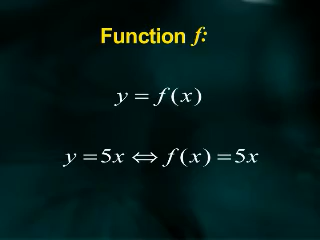 Function f:
y = f(x)
y = 5x ⇔ f(x) = 5x